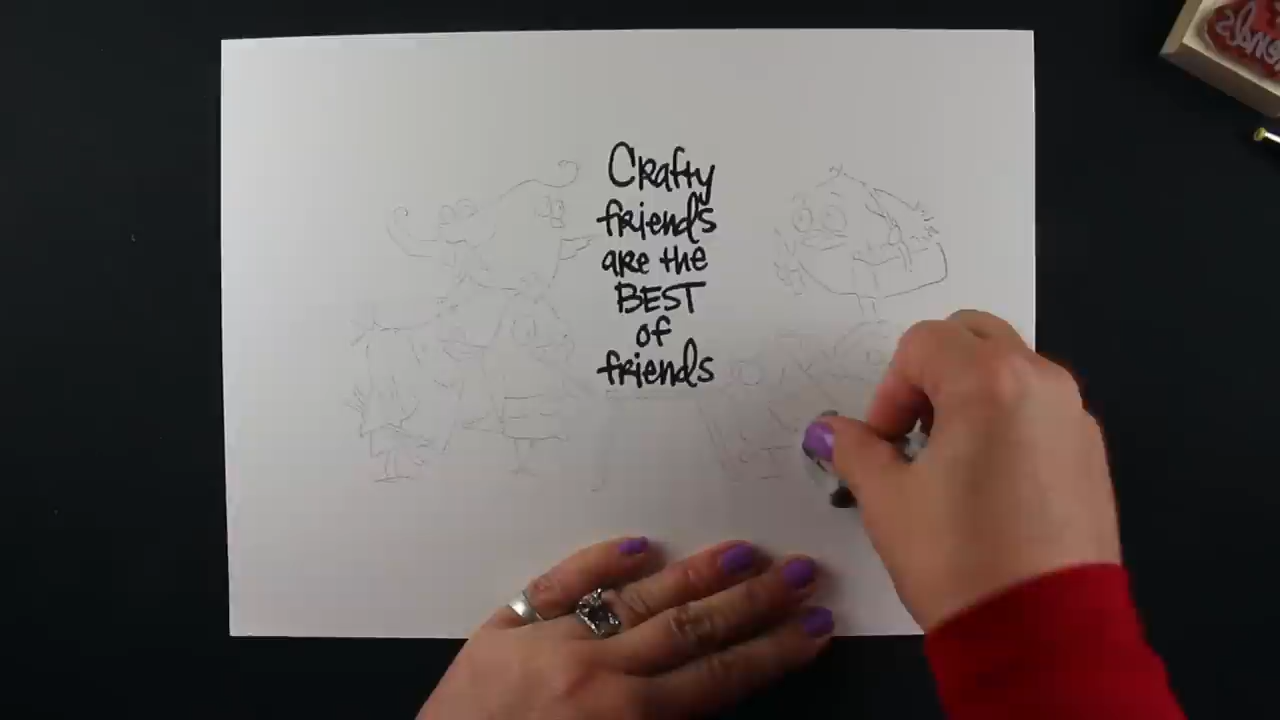 Crafty
friends
are the
BEST
of
friends